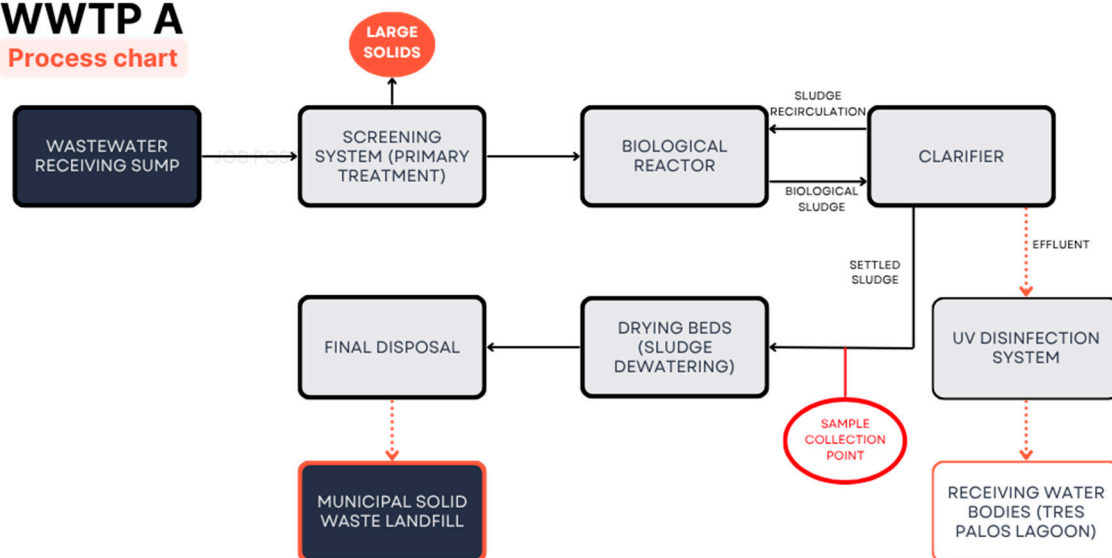 WWTP A
Process chart
LARGE
SOLIDS
WASTEWATER
RECEIVING SUMP
SCREENING
SYSTEM (PRIMARY
TREATMENT)
BIOLOGICAL
REACTOR
SLUDGE
RECIRCULATION
BIOLOGICAL
SLUDGE
CLARIFIER
EFFLUENT
SETTLED
SLUDGE
FINAL DISPOSAL
DRYING BEDS
(SLUDGE
DEWATERING)
UV DISINFECTION
SYSTEM
SAMPLE
COLLECTION
POINT
MUNICIPAL SOLID
WASTE LANDFILL
RECEIVING WATER
BODIES (TRES
PALOS LAGOON)